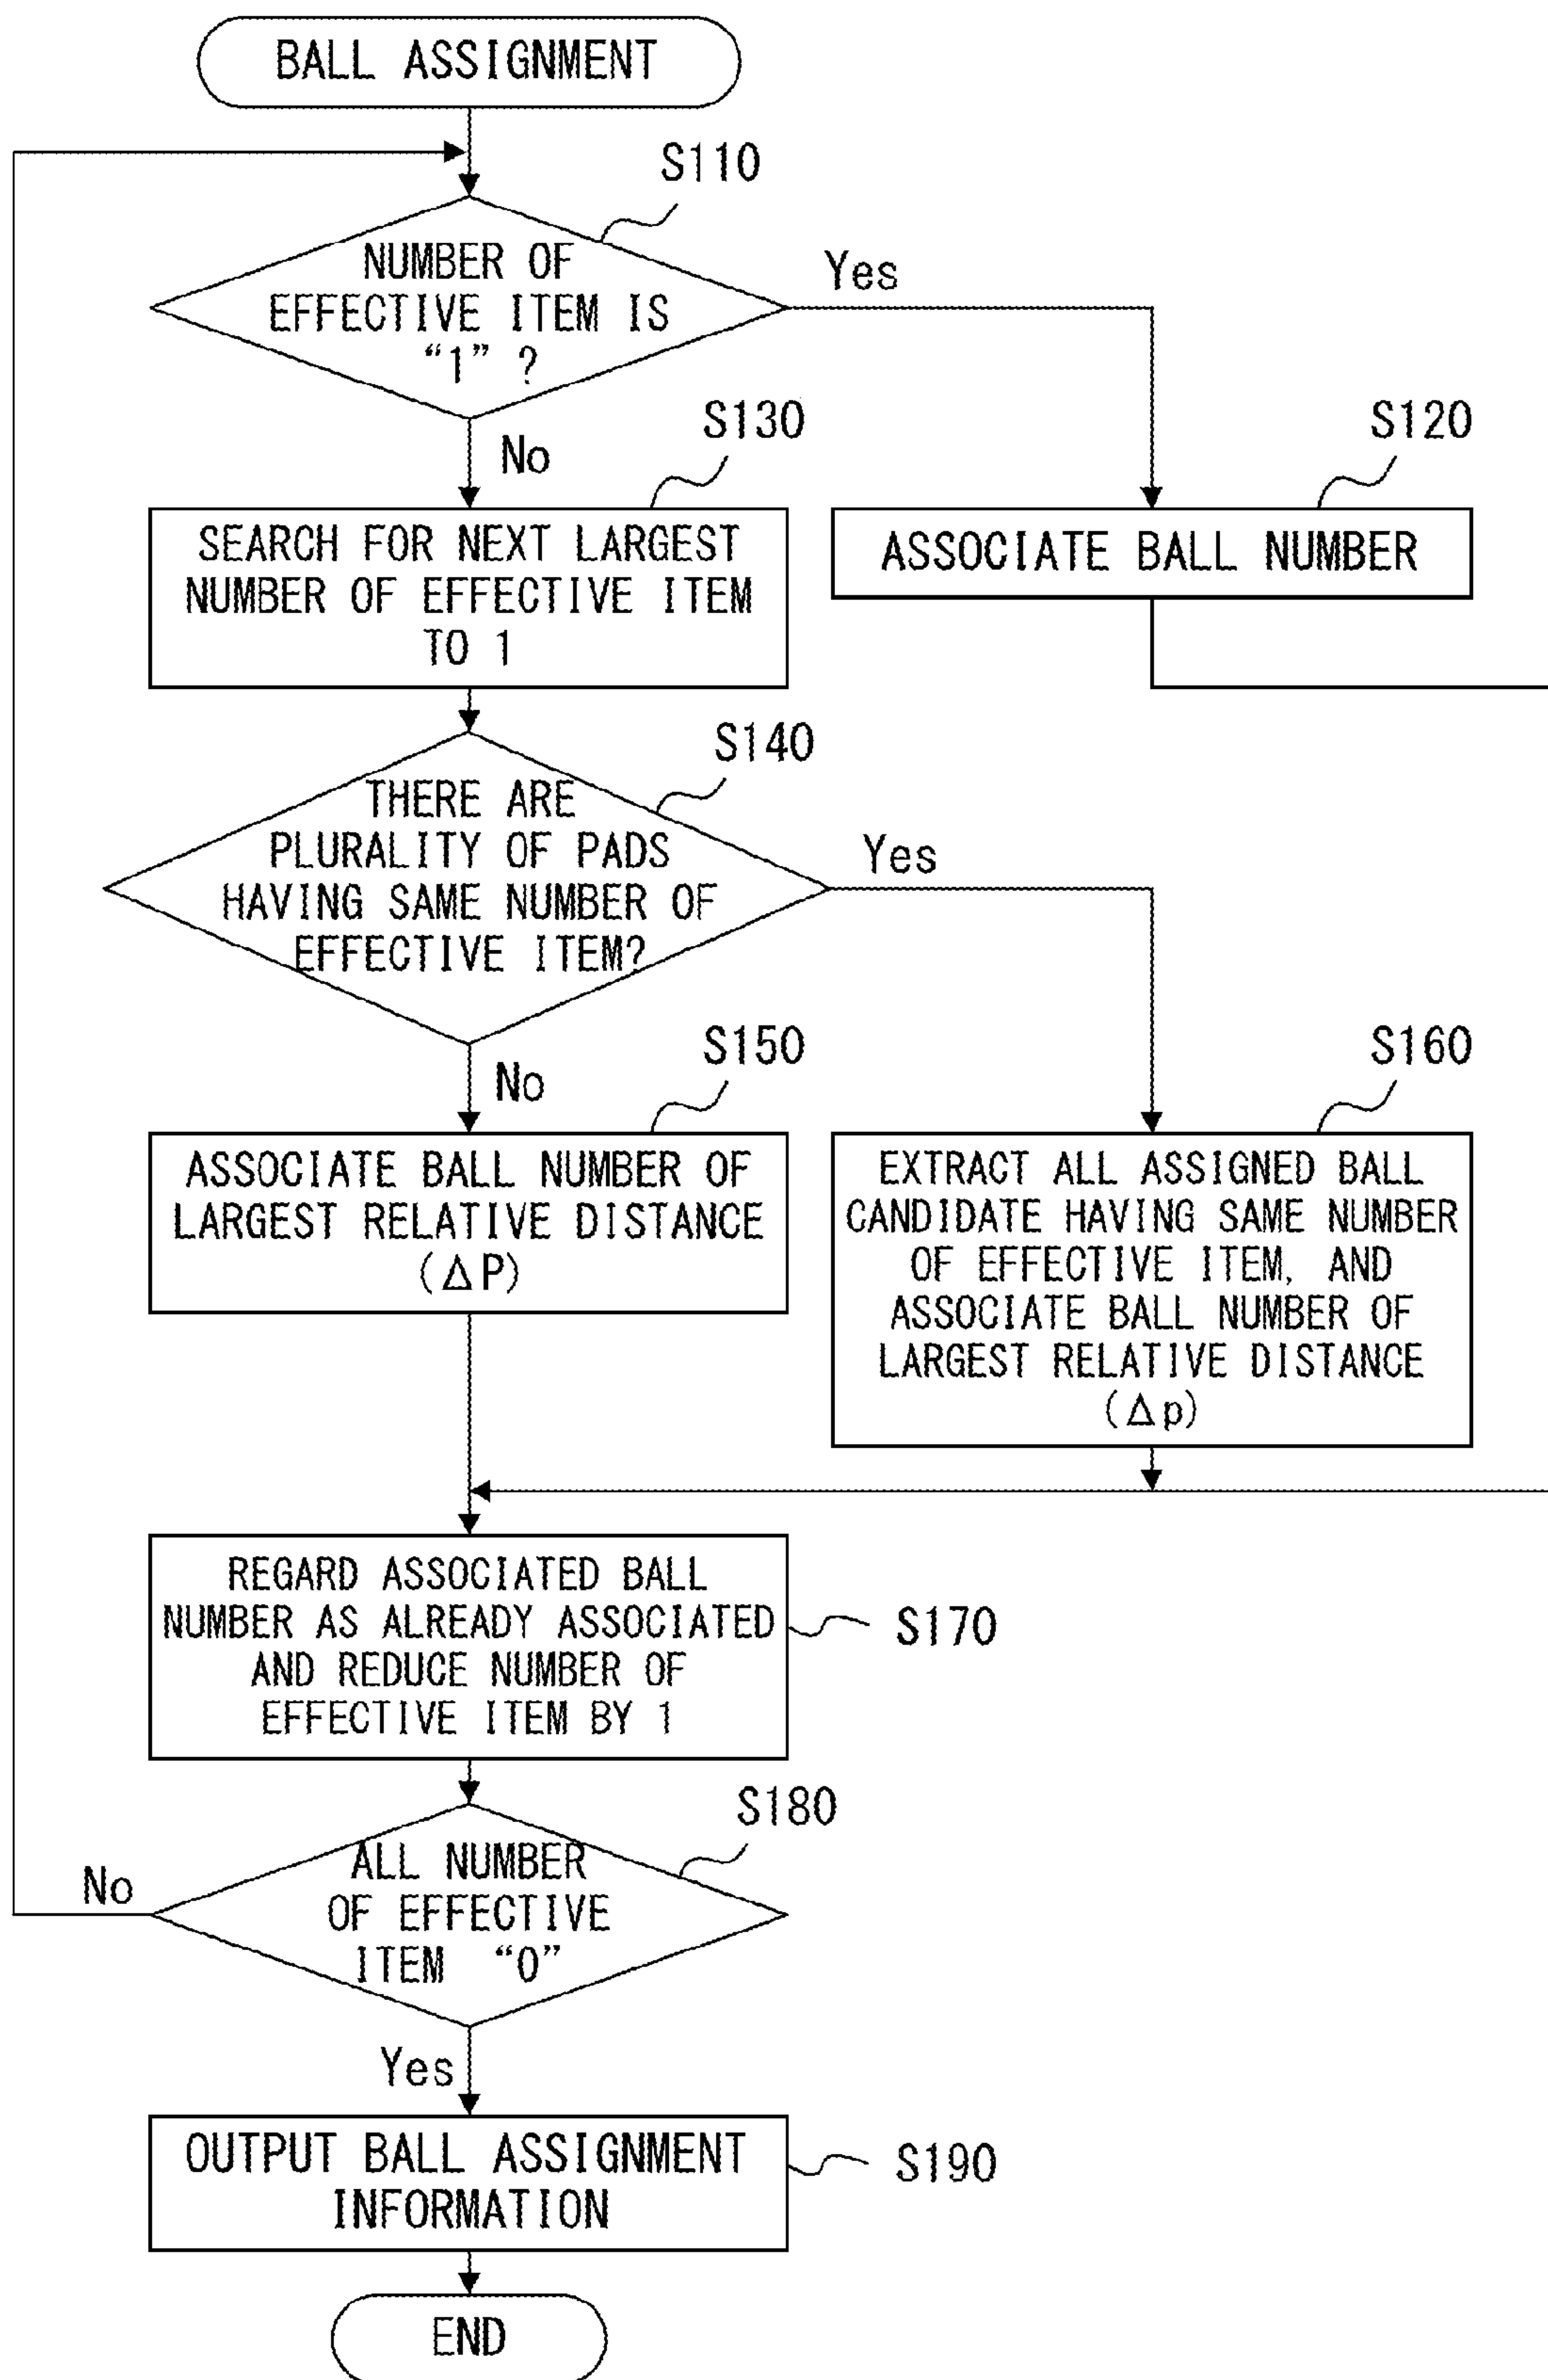 BALL ASSIGNMENT
S110
NUMBER OF
EFFECTIVE ITEM IS
“1” ?
Yes
No
S130
SEARCH FOR NEXT LARGEST
NUMBER OF EFFECTIVE ITEM
TO 1
S120
ASSOCIATE BALL NUMBER
S140
THERE ARE
PLURALITY OF PADS
HAVING SAME NUMBER OF
EFFECTIVE ITEM?
Yes
No
S150
ASSOCIATE BALL NUMBER OF
LARGEST RELATIVE DISTANCE
(ΔP)
S160
EXTRACT ALL ASSIGNED BALL
CANDIDATE HAVING SAME NUMBER
OF EFFECTIVE ITEM, AND
ASSOCIATE BALL NUMBER OF
LARGEST RELATIVE DISTANCE
(Δp)
REGARD ASSOCIATED BALL
NUMBER AS ALREADY ASSOCIATED
AND REDUCE NUMBER OF
EFFECTIVE ITEM BY 1
S170
S180
ALL NUMBER
OF EFFECTIVE
ITEM “0”
No
Yes
OUTPUT BALL ASSIGNMENT
INFORMATION
S190
END